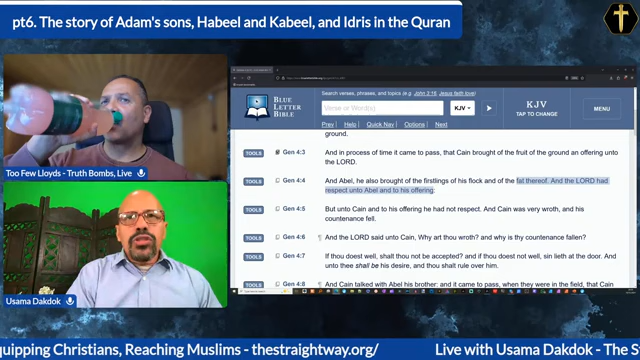 pt6. The story of Adam's sons, Habeel and Kabeel, and Idris in the Quran
Too Few Lloyds - Truth Bombs, Live
Usama Dakdok
BLUE
LETTER
BIBLE
Search verses, phrases, and topics (e.g. John 3:16, Jesus faith love)
Verse or Word(s)
KJV
KJV
TAP TO CHANGE
MENU
Prev
Help
Quick Nav
Options
Next
ground.
TOOLS
Gen 4:3
And in process of time it came to pass, that Cain brought of the fruit of the ground an offering unto
the LORD.
TOOLS
Gen 4:4
And Abel, he also brought of the firstlings of his flock and of the fat thereof. And the LORD had
respect unto Abel and to his offering:
TOOLS
Gen 4:5
But unto Cain and to his offering he had not respect. And Cain was very wroth, and his
countenance fell.
TOOLS
Gen 4:6
¶ And the LORD said unto Cain, Why art thou wroth? and why is thy countenance fallen?
TOOLS
Gen 4:7
If thou doest well, shalt thou not be accepted? and if thou doest not well, sin lieth at the door. And
unto thee shall be his desire, and thou shalt rule over him.
TOOLS
Gen 4:8
¶ And Cain talked with Abel his brother: and it came to pass, when they were in the field, that Cain
quipping Christians, Reaching Muslims - thestraightway.org/
Live with Usama Dakdok - The S